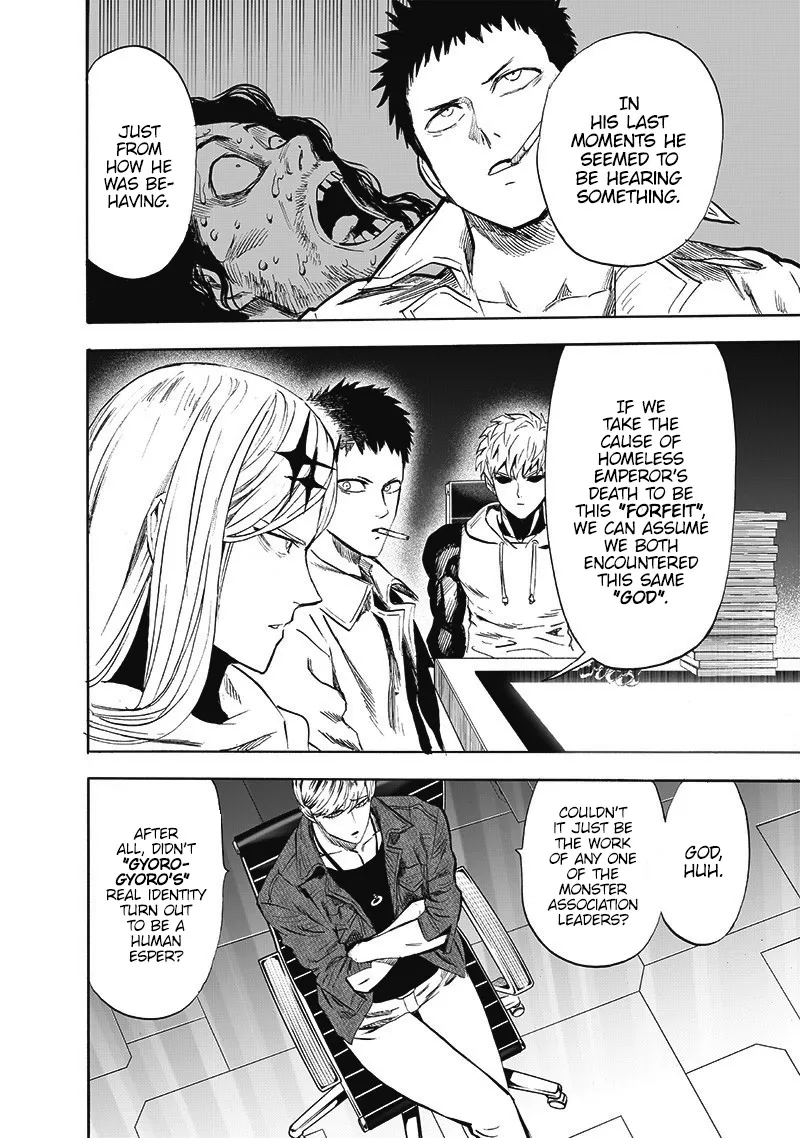 IN
HIS LAST
MOMENTS HE
SEEMED TO
BE HEARING
SOMETHING.
JUST
FROM
HOW HE
WAS BE-
HAVING.
IF WE
TAKE THE
CAUSE OF
HOMELESS
EMPEROR'S
DEATH TO BE
THIS "FORFEIT",
WE CAN ASSUME
WE BOTH
ENCOUNTERED
THIS SAME
"GOD".
GOD,
HUH.
COULDN'T
IT JUST BE
THE WORK
OF ANY ONE
OF THE
MONSTER
ASSOCIATION
LEADERS?
AFTER
ALL, DIDN'T
"GYORO-
GYORO'S"
REAL IDENTITY
TURN OUT
TO BE A
HUMAN
ESPER?